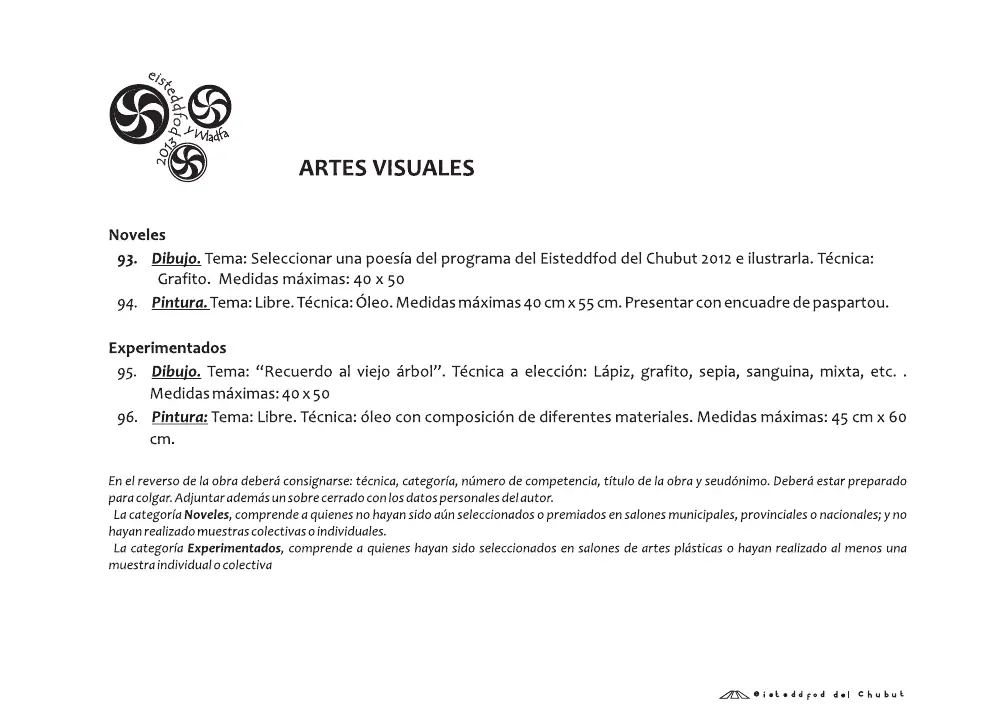 eisteddfod
y Wladfa
2013
ARTES VISUALES
Noveles
93. Dibujo. Tema: Seleccionar una poesía del programa del Eisteddfod del Chubut 2012 e ilustrarla. Técnica:
Grafito. Medidas máximas: 40 x 50
94. Pintura. Tema: Libre. Técnica: Óleo. Medidas máximas 40 cm x 55 cm. Presentar con encuadre de paspartou.
Experimentados
95. Dibujo. Tema: “Recuerdo al viejo árbol”. Técnica a elección: Lápiz, grafito, sepia, sanguina, mixta, etc. .
Medidas máximas: 40 x 50
96. Pintura: Tema: Libre. Técnica: óleo con composición de diferentes materiales. Medidas máximas: 45 cm x 60
cm.
En el reverso de la obra deberá consignarse: técnica, categoría, número de competencia, título de la obra y seudónimo. Deberá estar preparado
para colgar. Adjuntar además un sobre cerrado con los datos personales del autor.
La categoría Noveles, comprende a quienes no hayan sido aún seleccionados o premiados en salones municipales, provinciales o nacionales; y no
hayan realizado muestras colectivas o individuales.
La categoría Experimentados, comprende a quienes hayan sido seleccionados en salones de artes plásticas o hayan realizado al menos una
muestra individual o colectiva
eisteddfod del Chubut